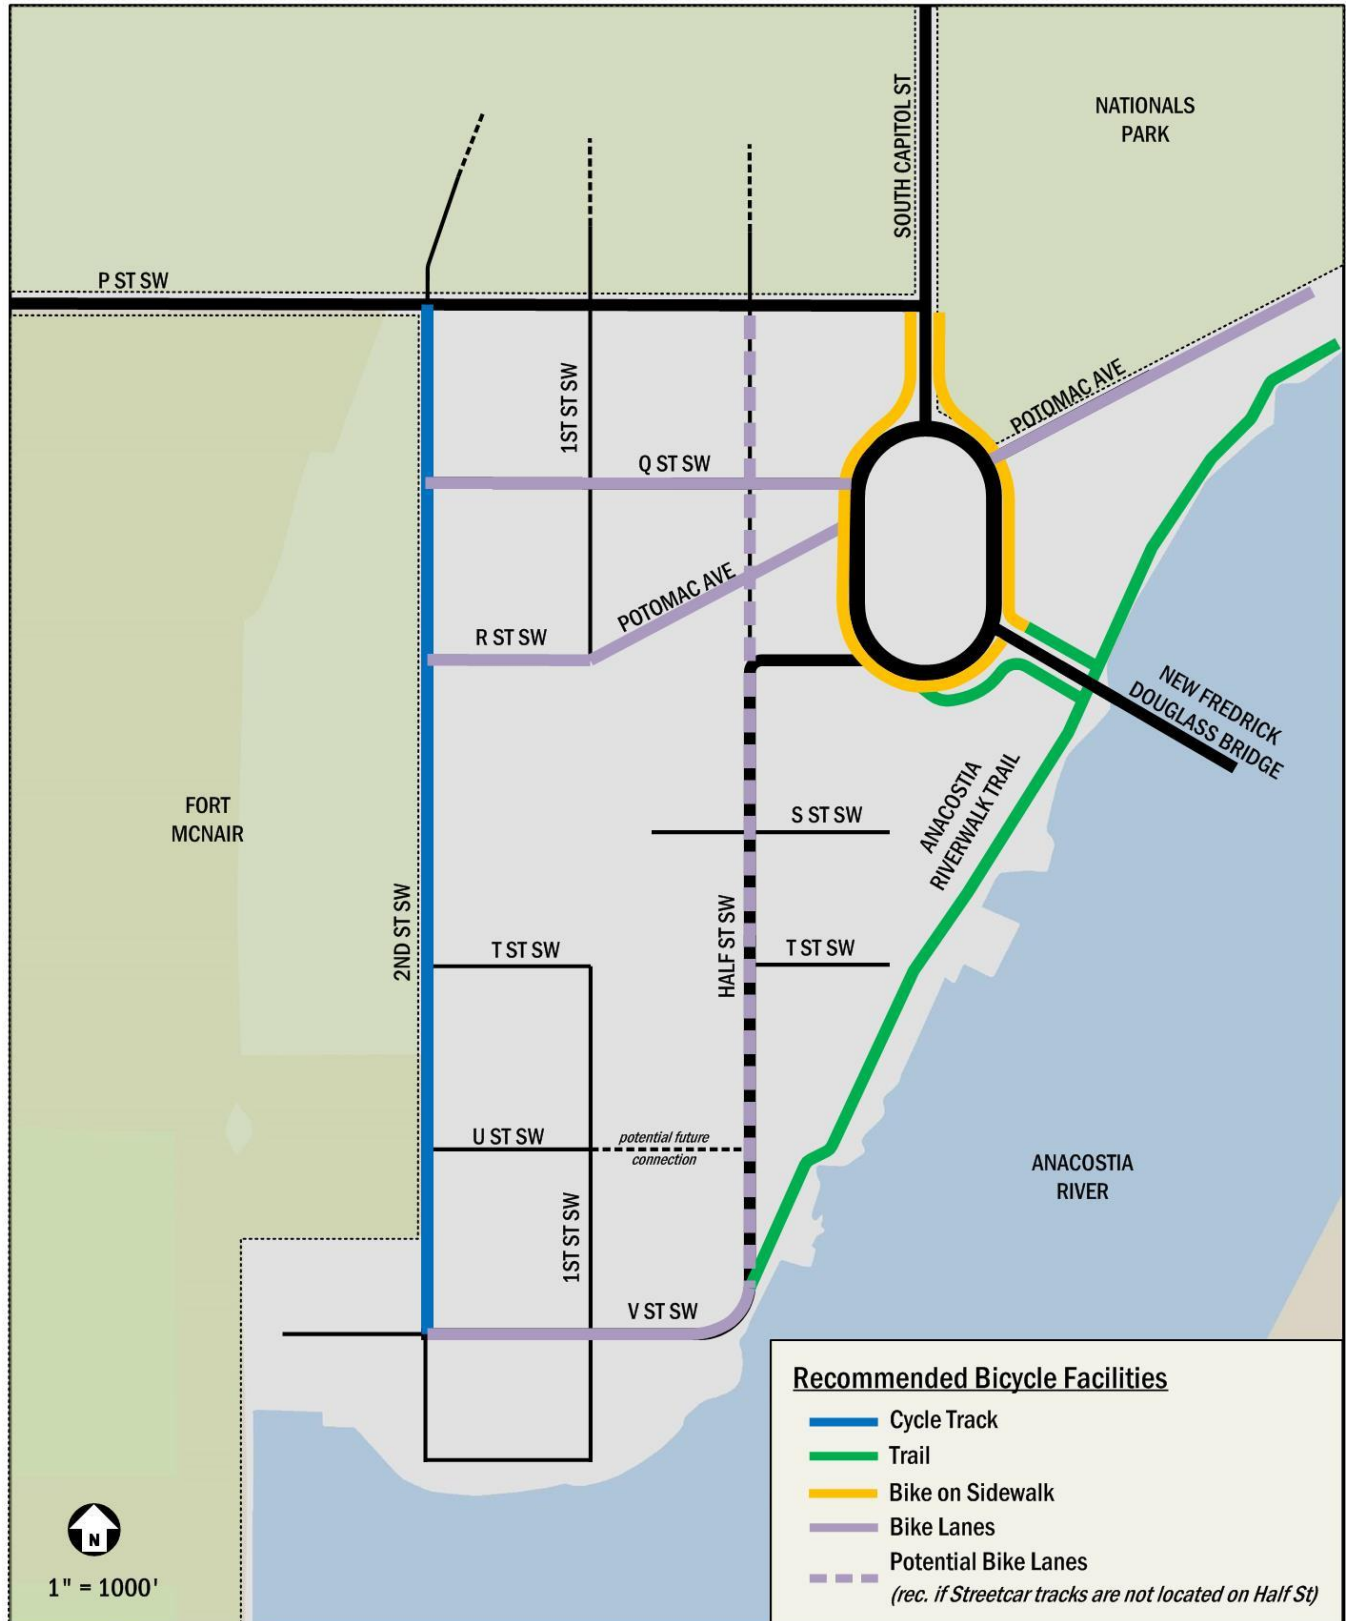 SOUTH CAPITOL ST
NATIONALS
PARK
P ST SW
1ST ST SW
POTOMAC AVE
Q ST SW
POTOMAC AVE
R ST SW
NEW FREDRICK
DOUGLASS BRIDGE
ANACOSTIA
RIVERWALK TRAIL
FORT
MCNAIR
S ST SW
2ND ST SW
HALF ST SW
T ST SW
T ST SW
U ST SW
potential future
connection
ANACOSTIA
RIVER
1ST ST SW
V ST SW
Recommended Bicycle Facilities
Cycle Track
Trail
Bike on Sidewalk
Bike Lanes
Potential Bike Lanes
(rec. if Streetcar tracks are not located on Half St)
N
1" = 1000'